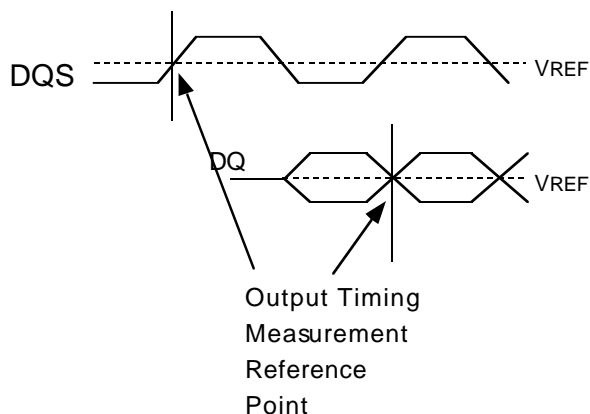 DQS
VREF
DQ
VREF
Output Timing
Measurement
Reference
Point